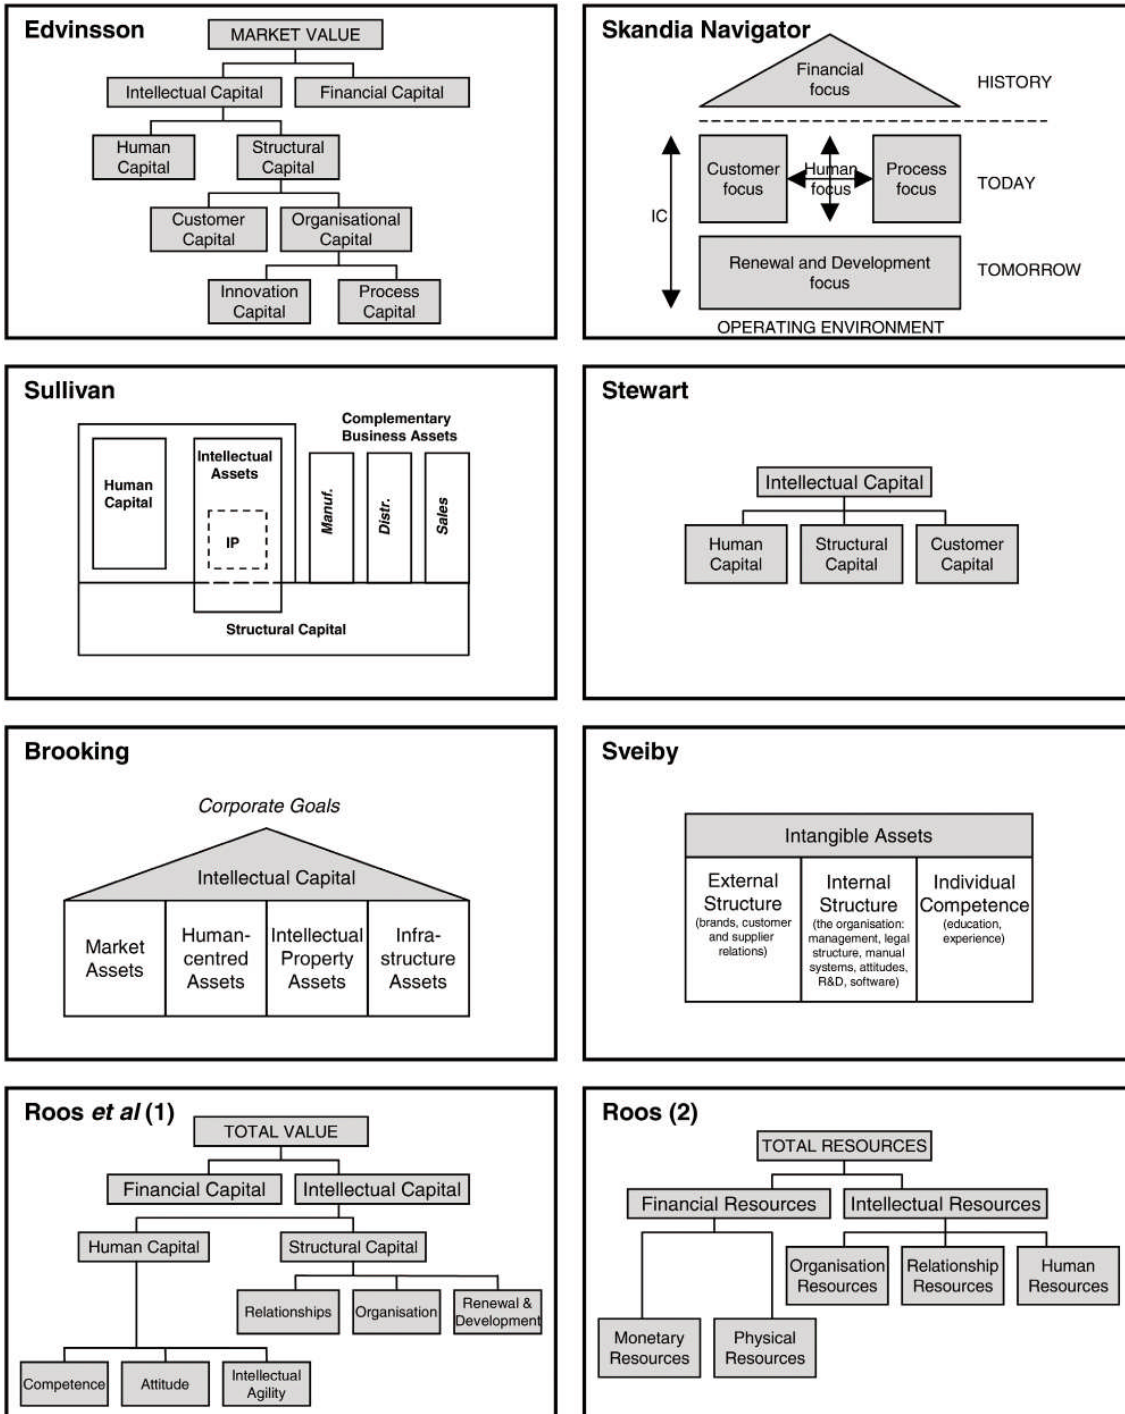 Edvinsson
MARKET VALUE
Intellectual Capital
Financial Capital
Human
Capital
Structural
Capital
Customer
Capital
Organisational
Capital
Innovation
Capital
Process
Capital
Skandia Navigator
Financial
focus
HISTORY
Customer
focus
Human
focus
Process
focus
TODAY
IC
Renewal and Development
focus
TOMORROW
OPERATING ENVIRONMENT
Sullivan
Complementary
Business Assets
Human
Capital
Intellectual
Assets
IP
Manuf.
Distr.
Sales
Structural Capital
Stewart
Intellectual Capital
Human
Capital
Structural
Capital
Customer
Capital
Brooking
Corporate Goals
Intellectual Capital
Market
Assets
Human-
centred
Assets
Intellectual
Property
Assets
Infra-
structure
Assets
Sveiby
Intangible Assets
External
Structure
(brands, customer
and supplier
relations)
Internal
Structure
(the organisation:
management, legal
structure, manual
systems, attitudes,
R&D, software)
Individual
Competence
(education,
experience)
Roos et al (1)
TOTAL VALUE
Financial Capital
Intellectual Capital
Human Capital
Structural Capital
Relationships
Organisation
Renewal &
Development
Competence
Attitude
Intellectual
Agility
Roos (2)
TOTAL RESOURCES
Financial Resources
Intellectual Resources
Organisation
Resources
Relationship
Resources
Human
Resources
Monetary
Resources
Physical
Resources